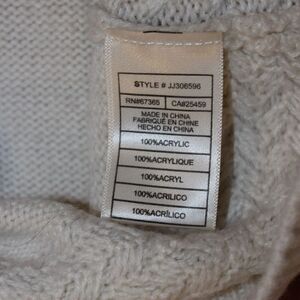 STYLE # JJ306596
RN#67365 CA#25459
MADE IN CHINA
FABRIQUÉ EN CHINE
HECHO EN CHINA
100%ACRYLIC
100%ACRYLIQUE
100%ACRYL
100%ACRILICO
100%ACRÍLICO